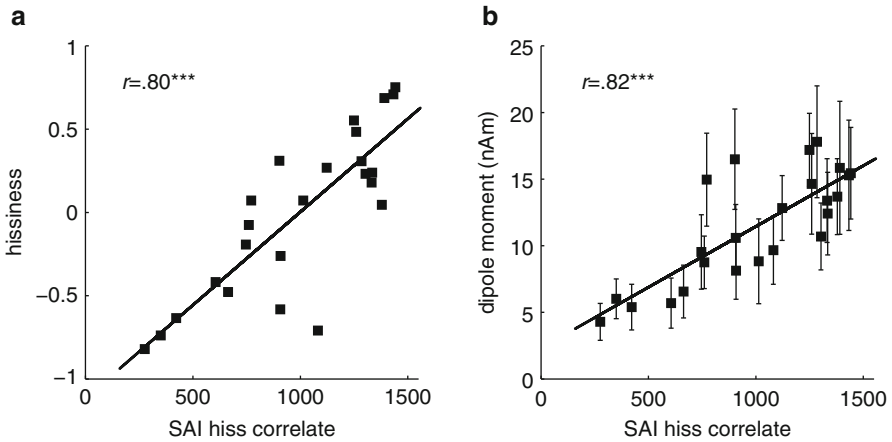 a
r=.80***
1
0.5
0
−0.5
−1
hissiness
0
500
1000
1500
SAI hiss correlate
b
r=.82***
25
20
15
10
5
0
dipole moment (nAm)
0
500
1000
1500
SAI hiss correlate